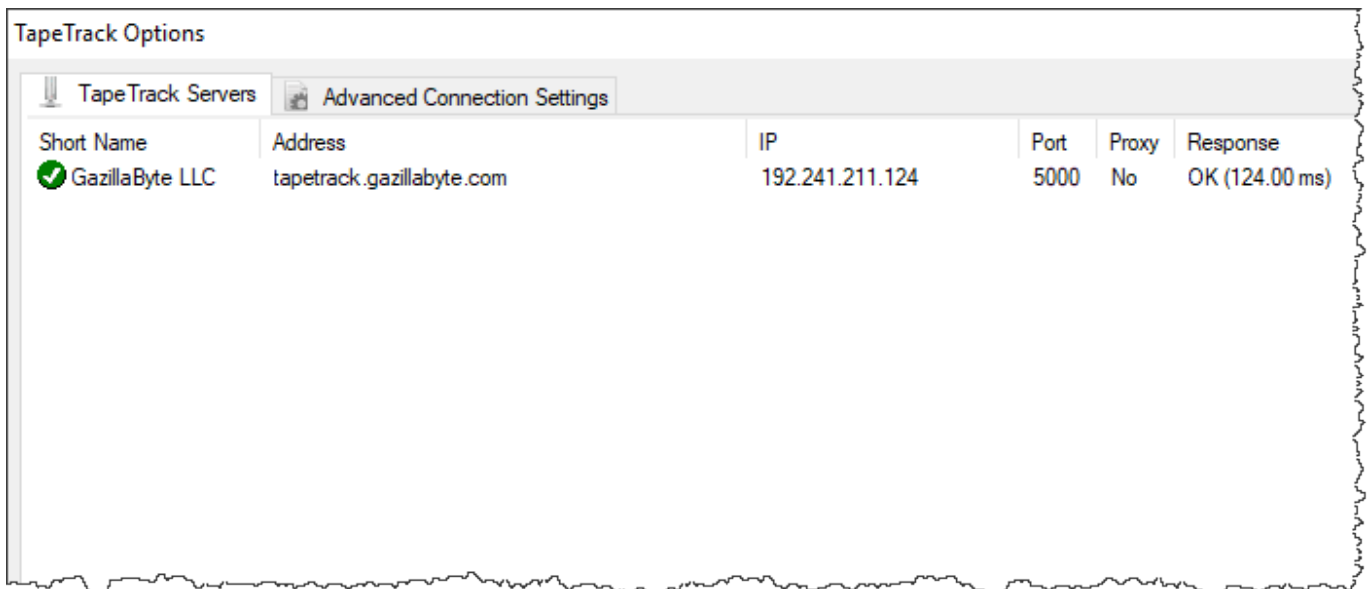 TapeTrack Options
TapeTrack Servers Advanced Connection Settings
Short Name Address IP Port Proxy Response
GazillaByte LLC tapetrack.gazillabyte.com 192.241.211.124 5000 No OK (124.00 ms)